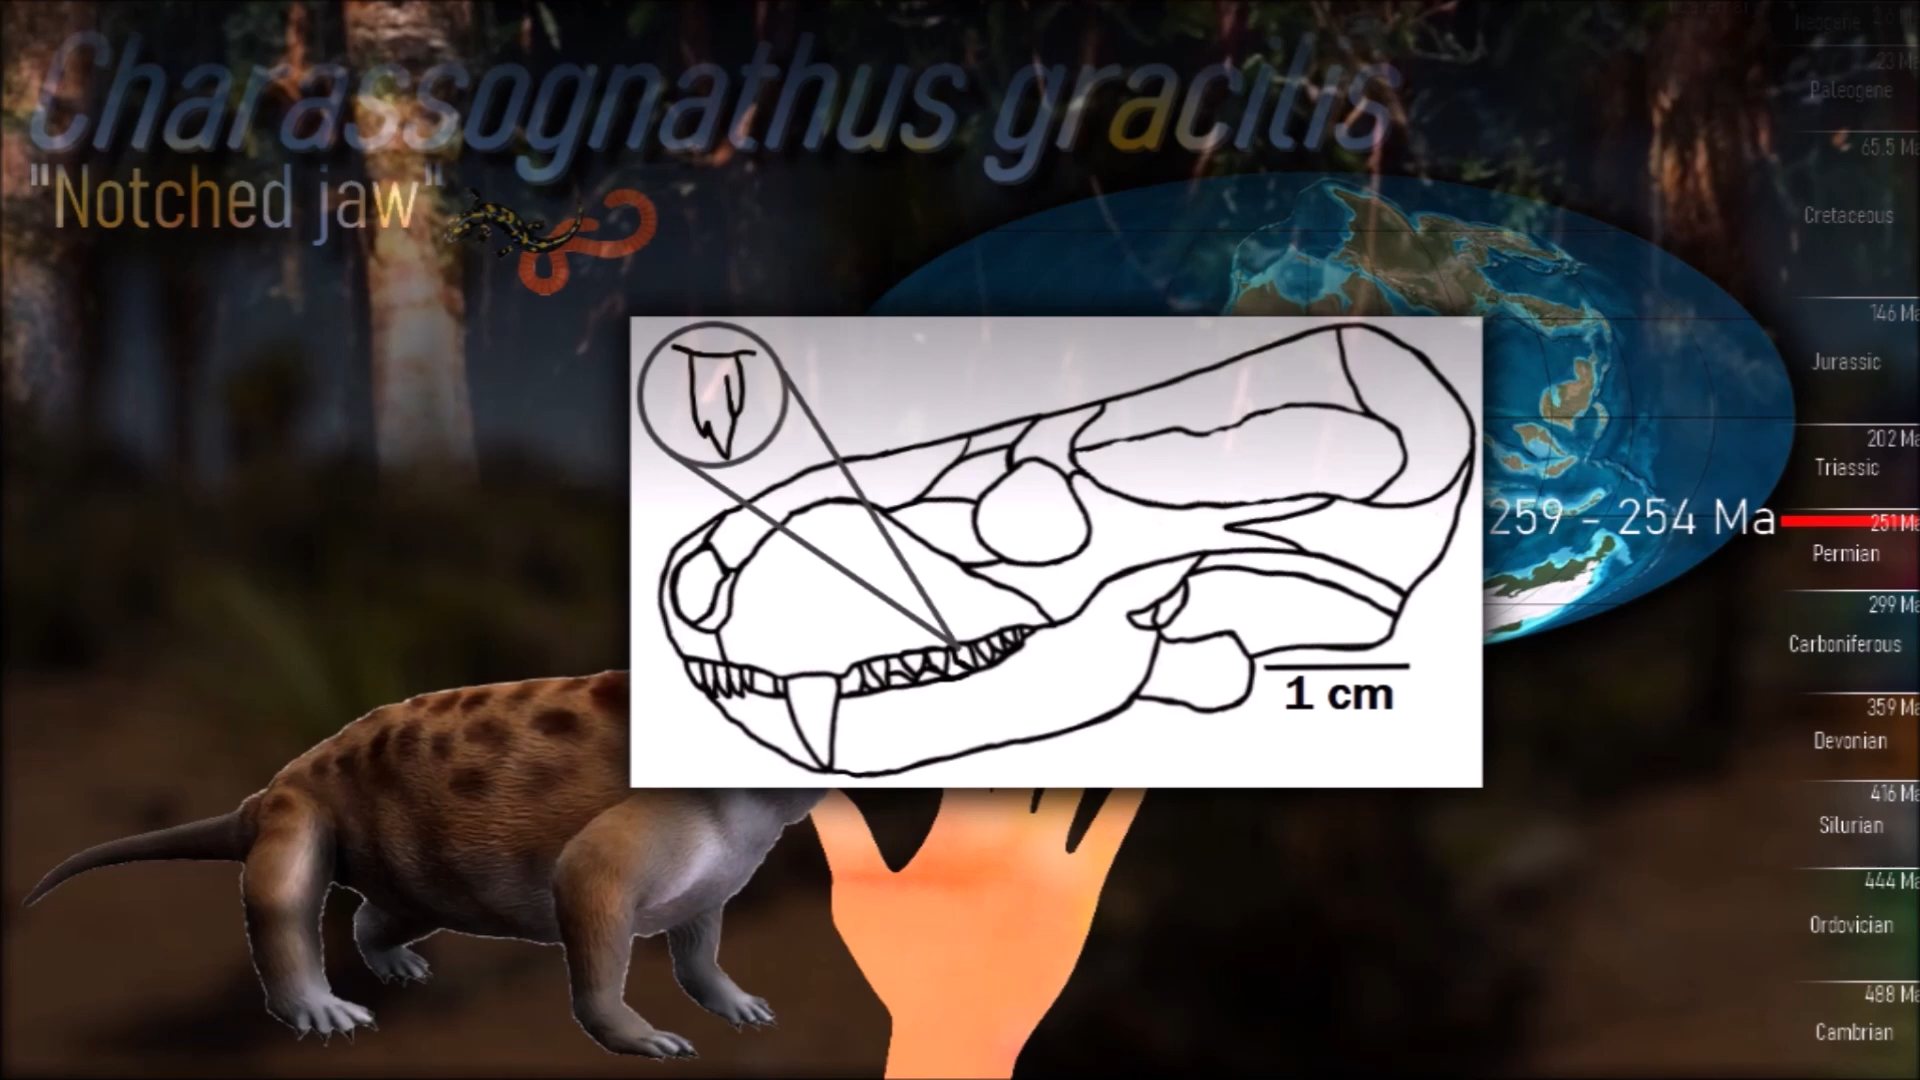 Charassognathus gracilis
"Notched jaw"
1 cm
259 - 254 Ma
Neogene
23 Ma
Paleogene
65.5 Ma
Cretaceous
146 Ma
Jurassic
202 Ma
Triassic
251 Ma
Permian
299 Ma
Carboniferous
359 Ma
Devonian
416 Ma
Silurian
444 Ma
Ordovician
488 Ma
Cambrian